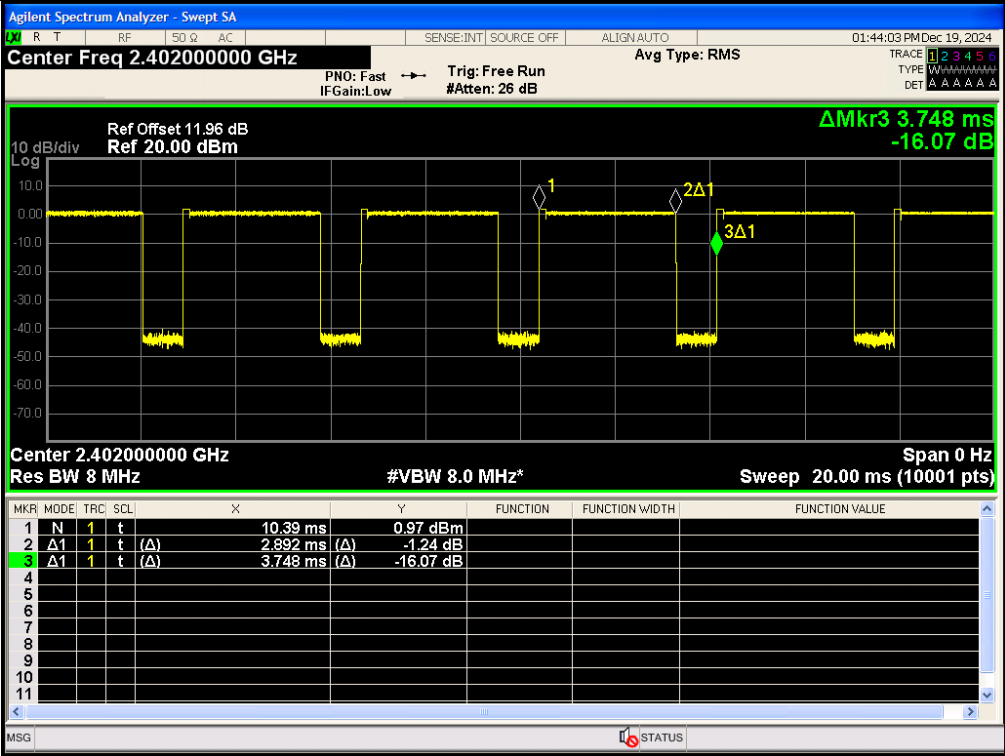 Agilent Spectrum Analyzer - Swept SA
LXI R T RF 50 Ω AC SENSE:INT SOURCE OFF ALIGN AUTO 01:44:03 PM Dec 19, 2024
Center Freq 2.402000000 GHz
PNO: Fast
IFGain:Low
Trig: Free Run
#Atten: 26 dB
Avg Type: RMS
TRACE 1 2 3 4 5 6
TYPE W
DET A A A A A A
ΔMkr3 3.748 ms
-16.07 dB
Ref Offset 11.96 dB
10 dB/div Ref 20.00 dBm
Log
10.0
0.00
-10.0
-20.0
-30.0
-40.0
-50.0
-60.0
-70.0
1
2Δ1
3Δ1
Center 2.402000000 GHz Span 0 Hz
Res BW 8 MHz #VBW 8.0 MHz* Sweep 20.00 ms (10001 pts)
MKR MODE TRC SCL X Y FUNCTION FUNCTION WIDTH FUNCTION VALUE
1 N 1 t 10.39 ms 0.97 dBm
2 Δ1 1 t (Δ) 2.892 ms (Δ) -1.24 dB
3 Δ1 1 t (Δ) 3.748 ms (Δ) -16.07 dB
4
5
6
7
8
9
10
11
MSG STATUS